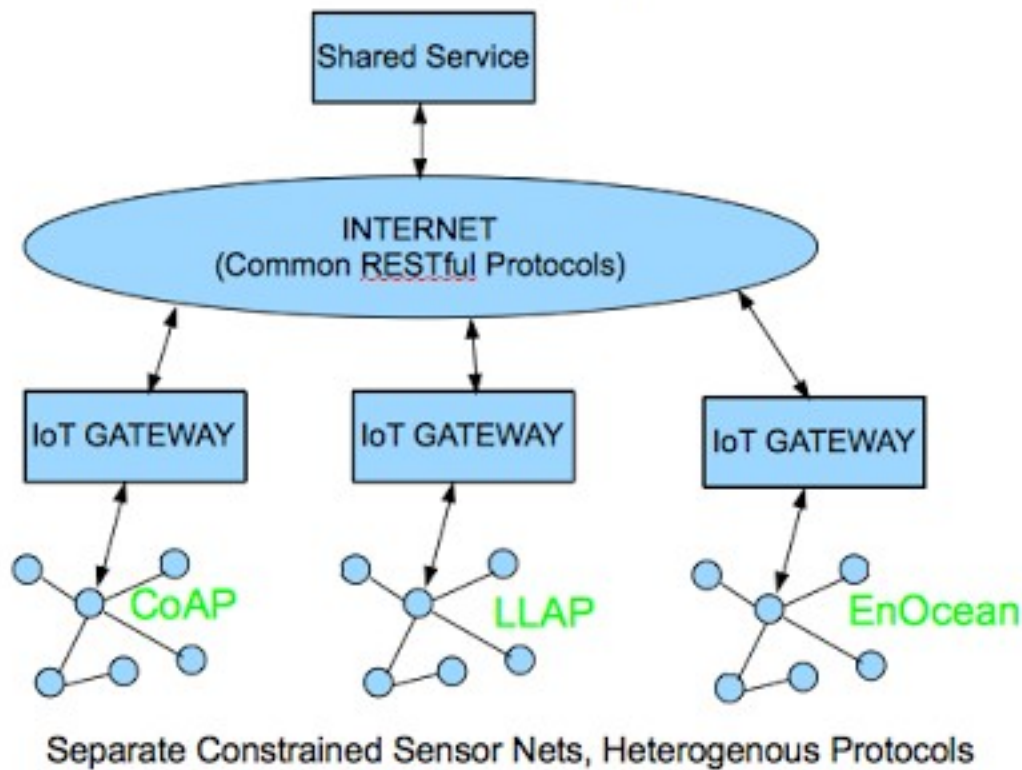 Shared Service
INTERNET
(Common RESTful Protocols)
IoT GATEWAY
IoT GATEWAY
IoT GATEWAY
CoAP
LLAP
EnOcean
Separate Constrained Sensor Nets, Heterogenous Protocols